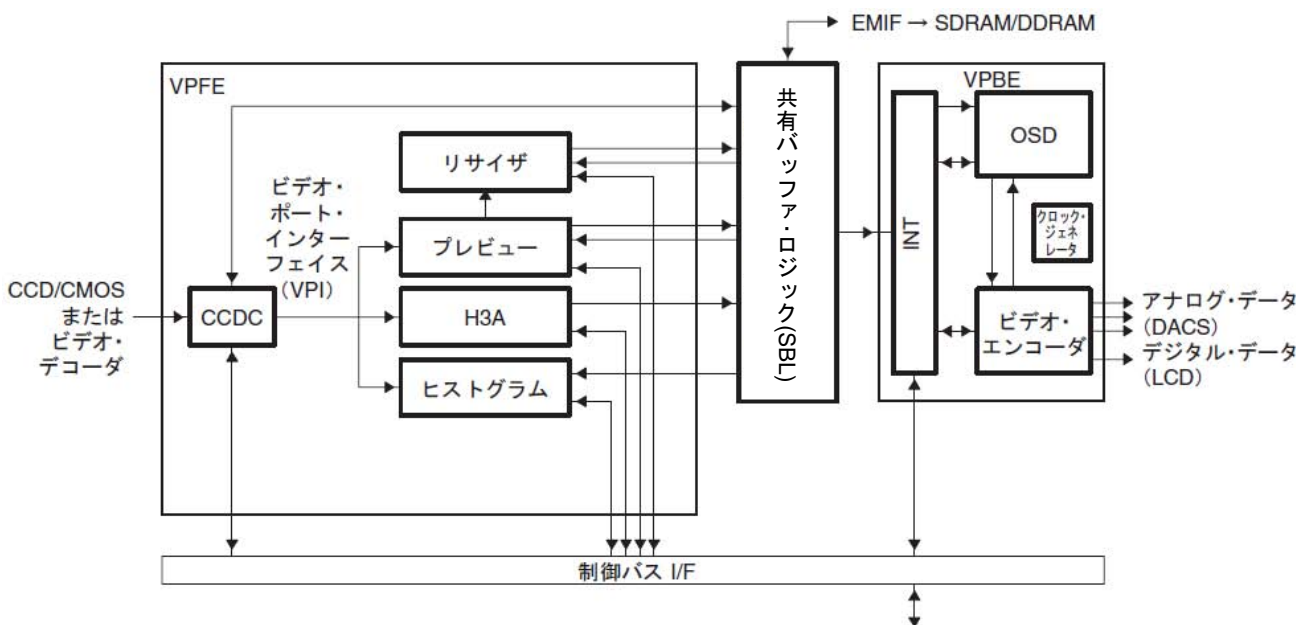 EMIF → SDRAM/DDRAM
VPFE
共有バッファ・ロジック(SBL)
VPBE
リサイザ
ビデオ・
ポート・
インター
フェイス
(VPI)
プレビュー
CCD/CMOS
または
ビデオ・
デコーダ
CCDC
H3A
ヒストグラム
INT
OSD
クロック・
ジェネ
レータ
ビデオ・
エンコーダ
アナログ・データ
(DACS)
デジタル・データ
(LCD)
制御バス I/F